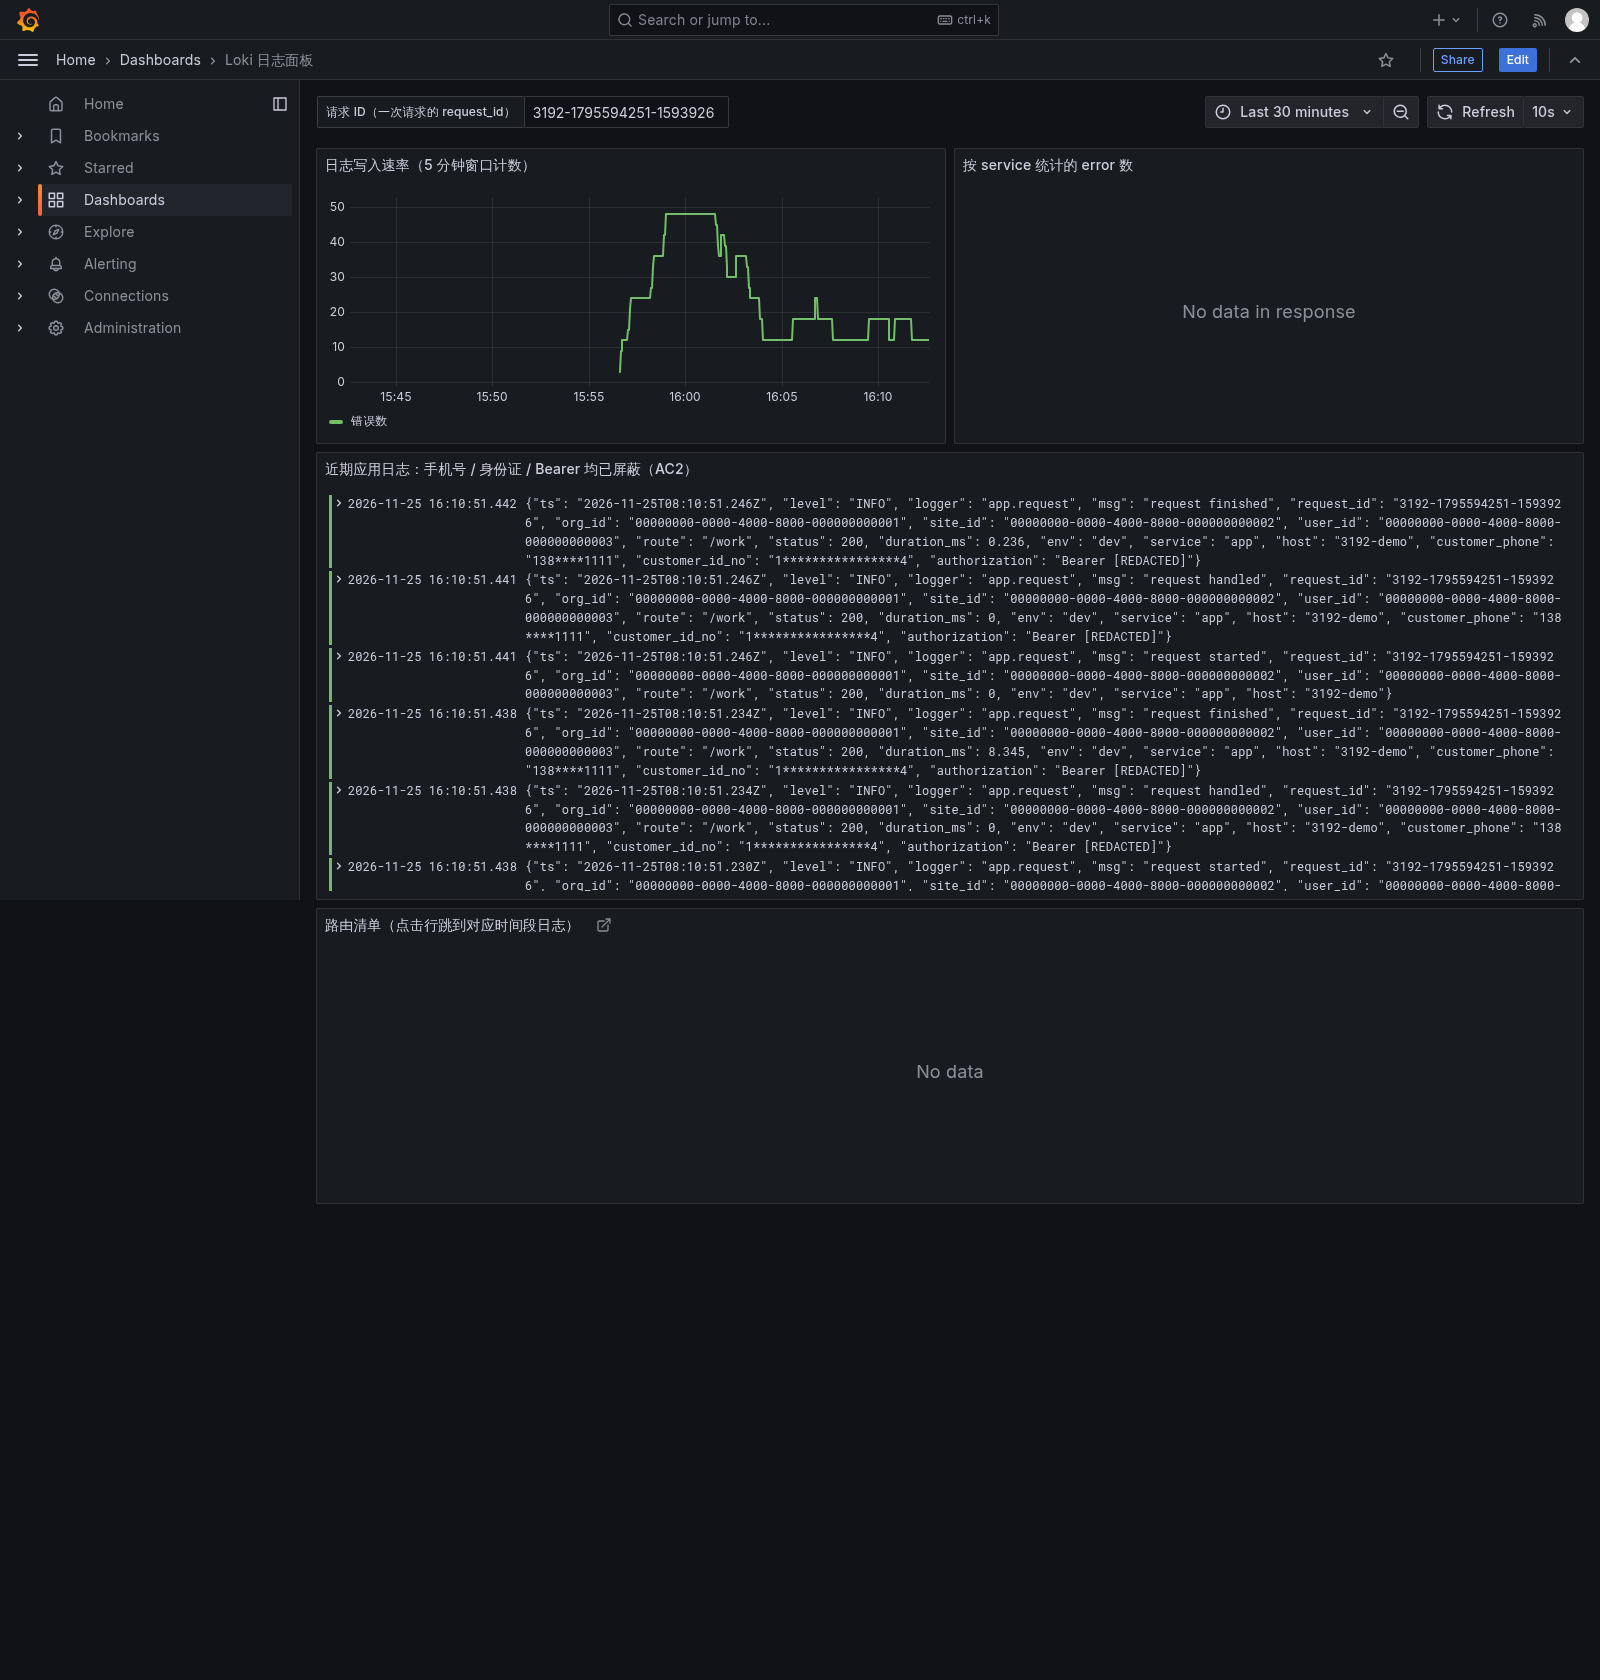 Search or jump to...
ctrl+k
Home › Dashboards › Loki 日志面板
Share
Edit
Home
Bookmarks
Starred
Dashboards
Explore
Alerting
Connections
Administration
请求 ID（一次请求的 request_id）
3192-1795594251-1593926
Last 30 minutes
Refresh
10s
日志写入速率（5 分钟窗口计数）
50
40
30
20
10
0
15:45
15:50
15:55
16:00
16:05
16:10
错误数
按 service 统计的 error 数
No data in response
近期应用日志：手机号 / 身份证 / Bearer 均已屏蔽（AC2）
2026-11-25 16:10:51.442 {"ts": "2026-11-25T08:10:51.246Z", "level": "INFO", "logger": "app.request", "msg": "request finished", "request_id": "3192-1795594251-159392
6", "org_id": "00000000-0000-4000-8000-000000000001", "site_id": "00000000-0000-4000-8000-000000000002", "user_id": "00000000-0000-4000-8000-
000000000003", "route": "/work", "status": 200, "duration_ms": 0.236, "env": "dev", "service": "app", "host": "3192-demo", "customer_phone":
"138****1111", "customer_id_no": "1****************4", "authorization": "Bearer [REDACTED]"}
2026-11-25 16:10:51.441 {"ts": "2026-11-25T08:10:51.246Z", "level": "INFO", "logger": "app.request", "msg": "request handled", "request_id": "3192-1795594251-159392
6", "org_id": "00000000-0000-4000-8000-000000000001", "site_id": "00000000-0000-4000-8000-000000000002", "user_id": "00000000-0000-4000-8000-
000000000003", "route": "/work", "status": 200, "duration_ms": 0, "env": "dev", "service": "app", "host": "3192-demo", "customer_phone": "138
****1111", "customer_id_no": "1****************4", "authorization": "Bearer [REDACTED]"}
2026-11-25 16:10:51.441 {"ts": "2026-11-25T08:10:51.246Z", "level": "INFO", "logger": "app.request", "msg": "request started", "request_id": "3192-1795594251-159392
6", "org_id": "00000000-0000-4000-8000-000000000001", "site_id": "00000000-0000-4000-8000-000000000002", "user_id": "00000000-0000-4000-8000-
000000000003", "route": "/work", "status": 200, "duration_ms": 0, "env": "dev", "service": "app", "host": "3192-demo"}
2026-11-25 16:10:51.438 {"ts": "2026-11-25T08:10:51.234Z", "level": "INFO", "logger": "app.request", "msg": "request finished", "request_id": "3192-1795594251-159392
6", "org_id": "00000000-0000-4000-8000-000000000001", "site_id": "00000000-0000-4000-8000-000000000002", "user_id": "00000000-0000-4000-8000-
000000000003", "route": "/work", "status": 200, "duration_ms": 8.345, "env": "dev", "service": "app", "host": "3192-demo", "customer_phone":
"138****1111", "customer_id_no": "1****************4", "authorization": "Bearer [REDACTED]"}
2026-11-25 16:10:51.438 {"ts": "2026-11-25T08:10:51.234Z", "level": "INFO", "logger": "app.request", "msg": "request handled", "request_id": "3192-1795594251-159392
6", "org_id": "00000000-0000-4000-8000-000000000001", "site_id": "00000000-0000-4000-8000-000000000002", "user_id": "00000000-0000-4000-8000-
000000000003", "route": "/work", "status": 200, "duration_ms": 0, "env": "dev", "service": "app", "host": "3192-demo", "customer_phone": "138
****1111", "customer_id_no": "1****************4", "authorization": "Bearer [REDACTED]"}
2026-11-25 16:10:51.438 {"ts": "2026-11-25T08:10:51.230Z", "level": "INFO", "logger": "app.request", "msg": "request started", "request_id": "3192-1795594251-159392
6", "org_id": "00000000-0000-4000-8000-000000000001", "site_id": "00000000-0000-4000-8000-000000000002", "user_id": "00000000-0000-4000-8000-
路由清单（点击行跳到对应时间段日志）
No data